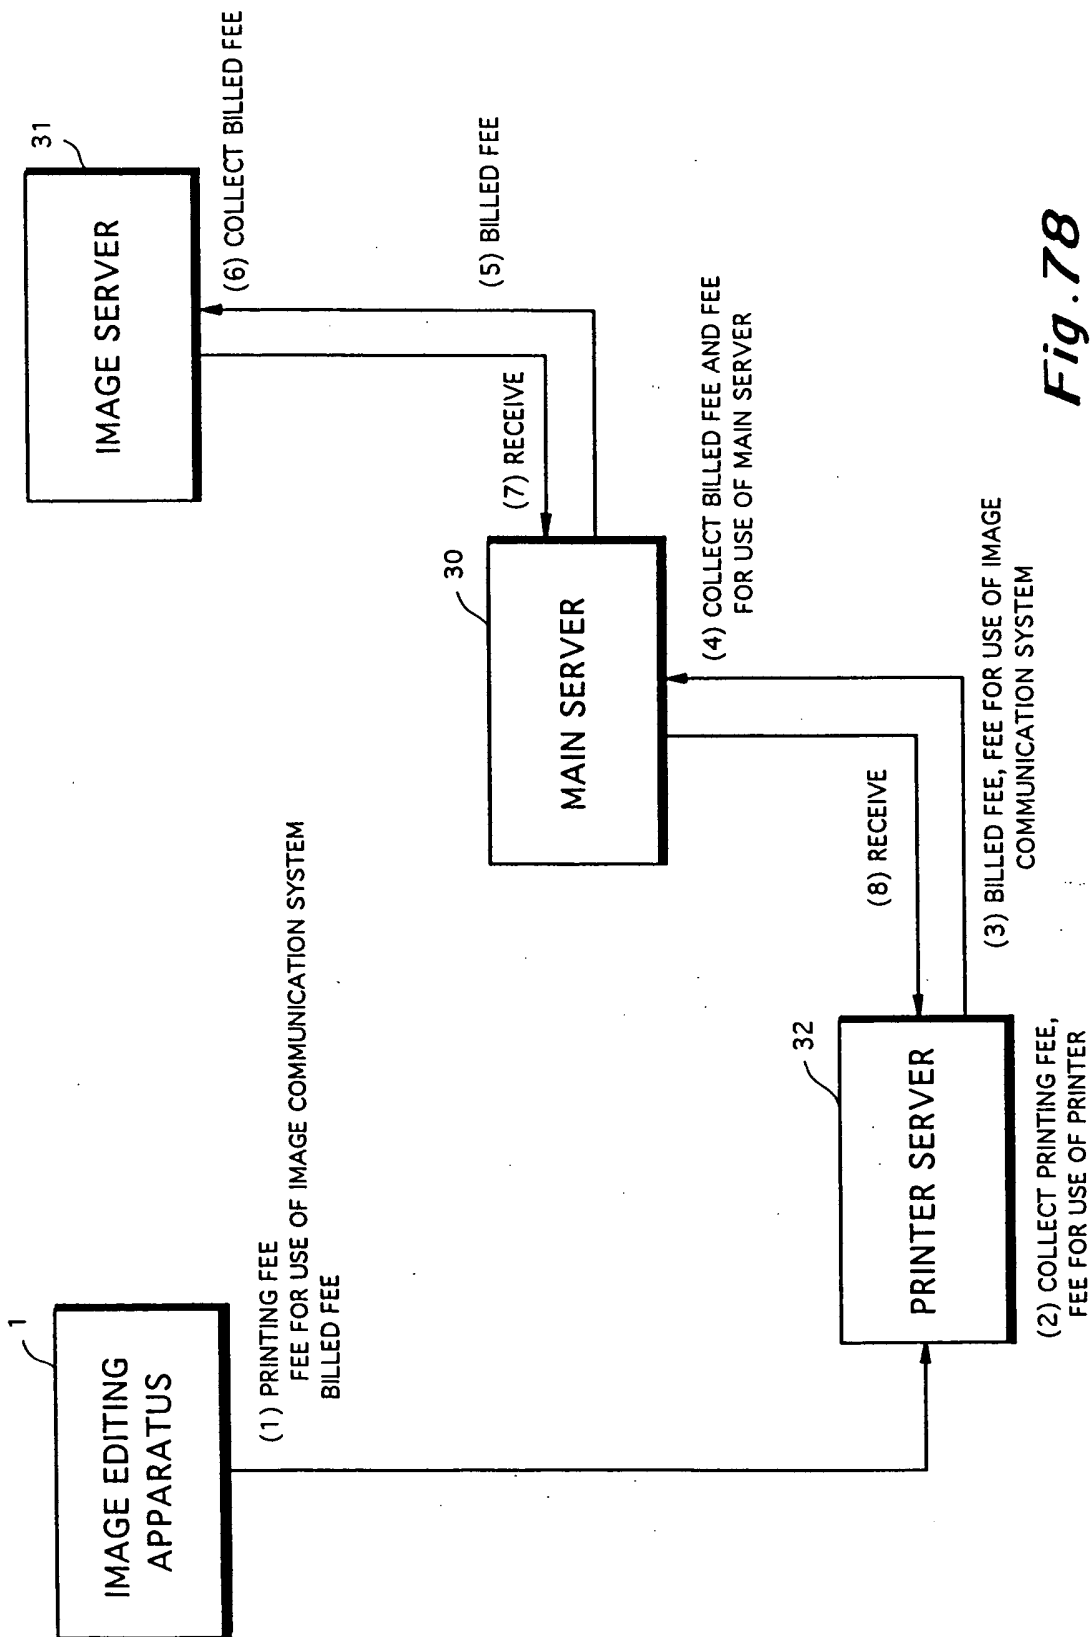 1
IMAGE EDITING
APPARATUS
(1) PRINTING FEE
FEE FOR USE OF IMAGE COMMUNICATION SYSTEM
BILLED FEE
32
PRINTER SERVER
(2) COLLECT PRINTING FEE,
FEE FOR USE OF PRINTER
(3) BILLED FEE, FEE FOR USE OF IMAGE
COMMUNICATION SYSTEM
(8) RECEIVE
30
MAIN SERVER
(4) COLLECT BILLED FEE AND FEE
FOR USE OF MAIN SERVER
(7) RECEIVE
(5) BILLED FEE
31
IMAGE SERVER
(6) COLLECT BILLED FEE
Fig.78